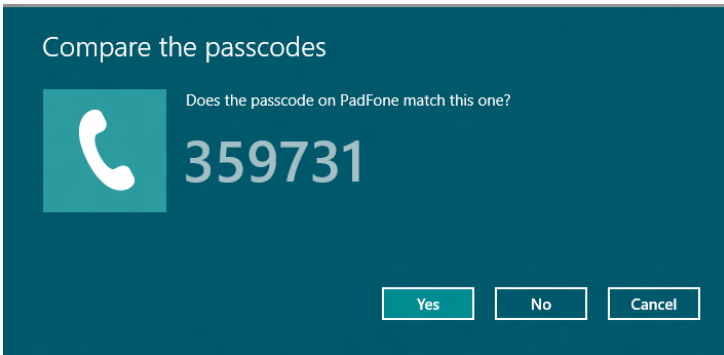 Compare the passcodes
Does the passcode on PadFone match this one?
359731
Yes No Cancel